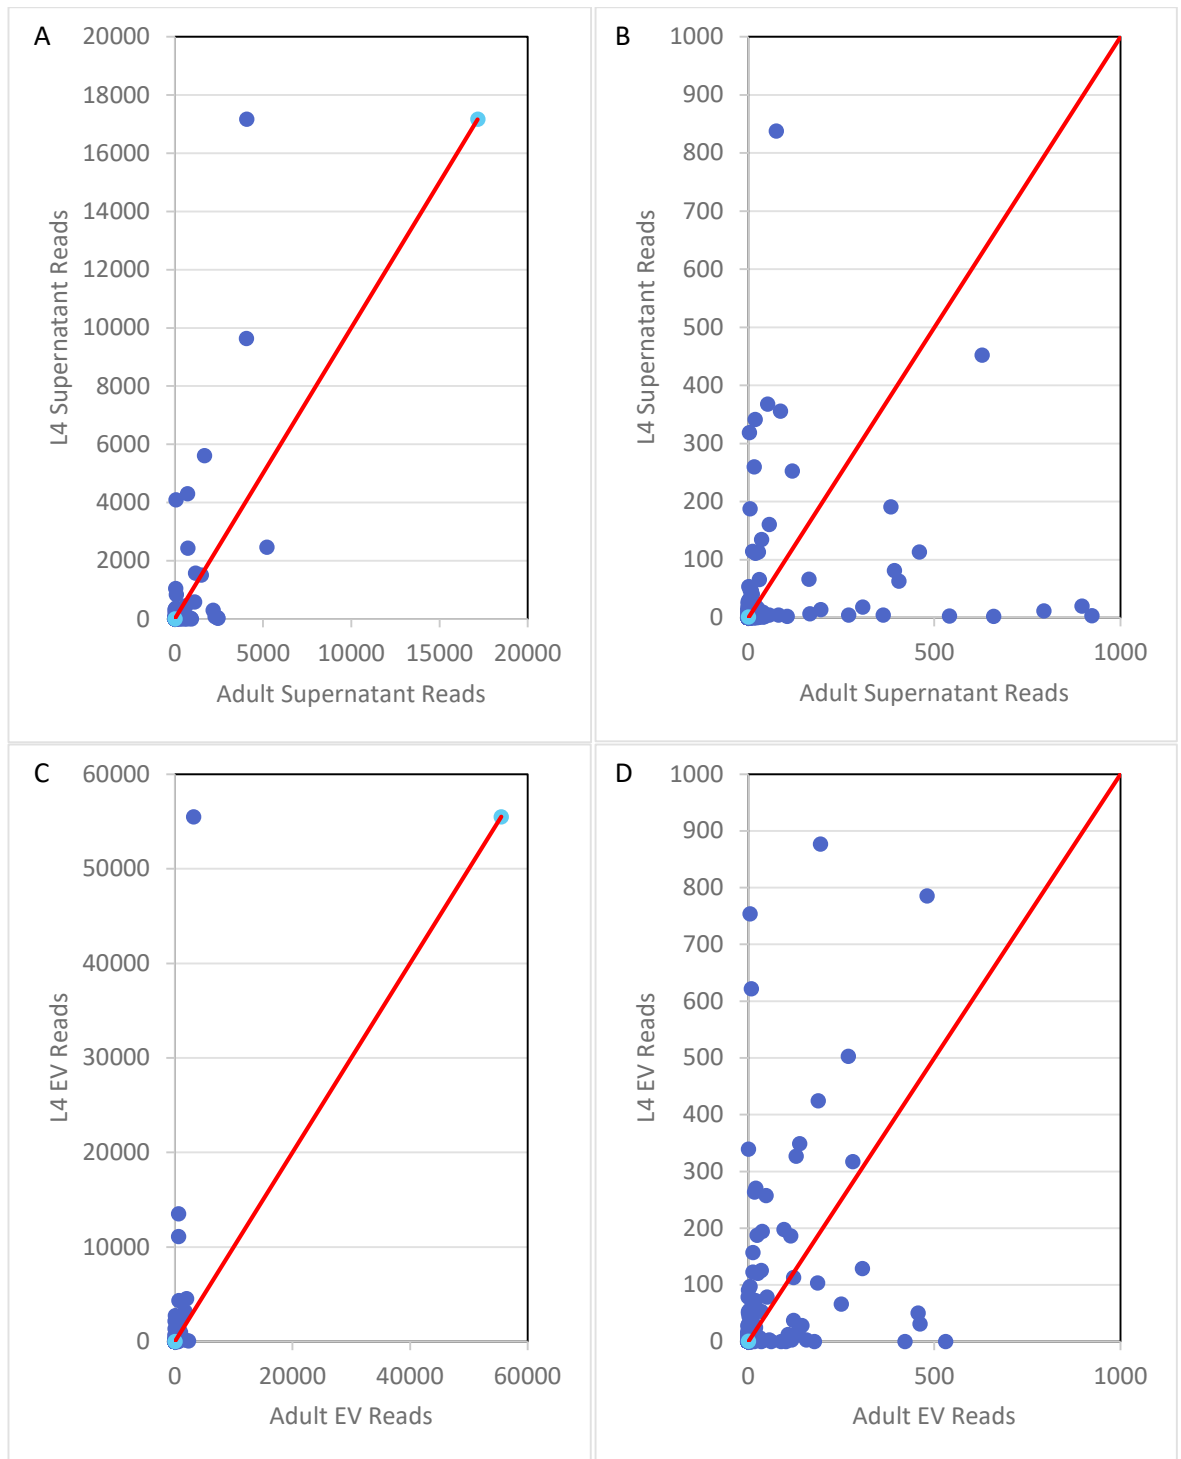 A
20000
18000
16000
14000
12000
10000
8000
6000
4000
2000
0
0 5000 10000 15000 20000
L4 Supernatant Reads
Adult Supernatant Reads
B
1000
900
800
700
600
500
400
300
200
100
0
0 500 1000
L4 Supernatant Reads
Adult Supernatant Reads
C
60000
50000
40000
30000
20000
10000
0
0 20000 40000 60000
L4 EV Reads
Adult EV Reads
D
1000
900
800
700
600
500
400
300
200
100
0
0 500 1000
L4 EV Reads
Adult EV Reads